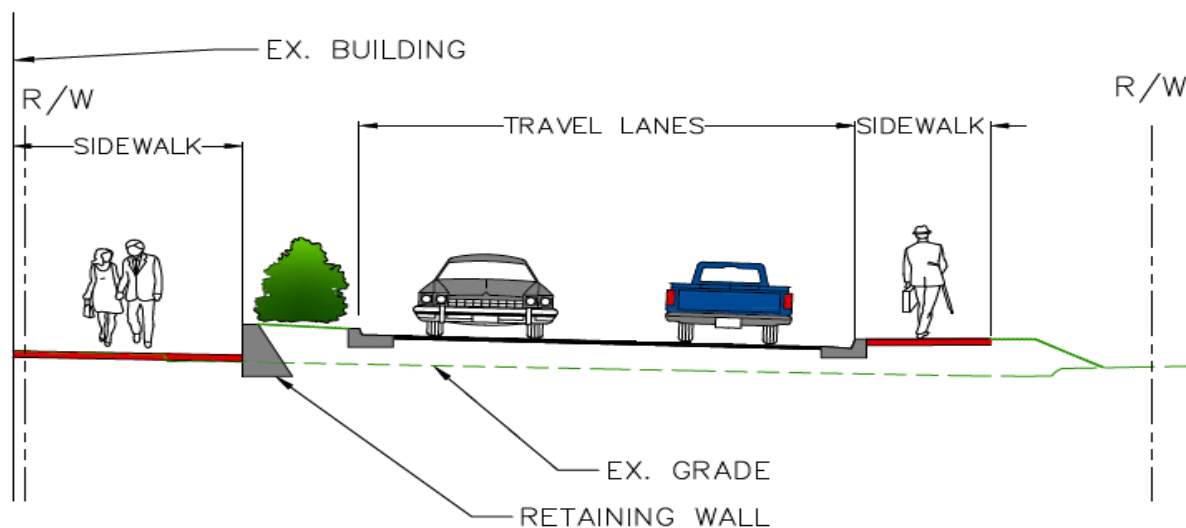 EX. BUILDING
R/W
R/W
SIDEWALK
TRAVEL LANES
SIDEWALK
EX. GRADE
RETAINING WALL